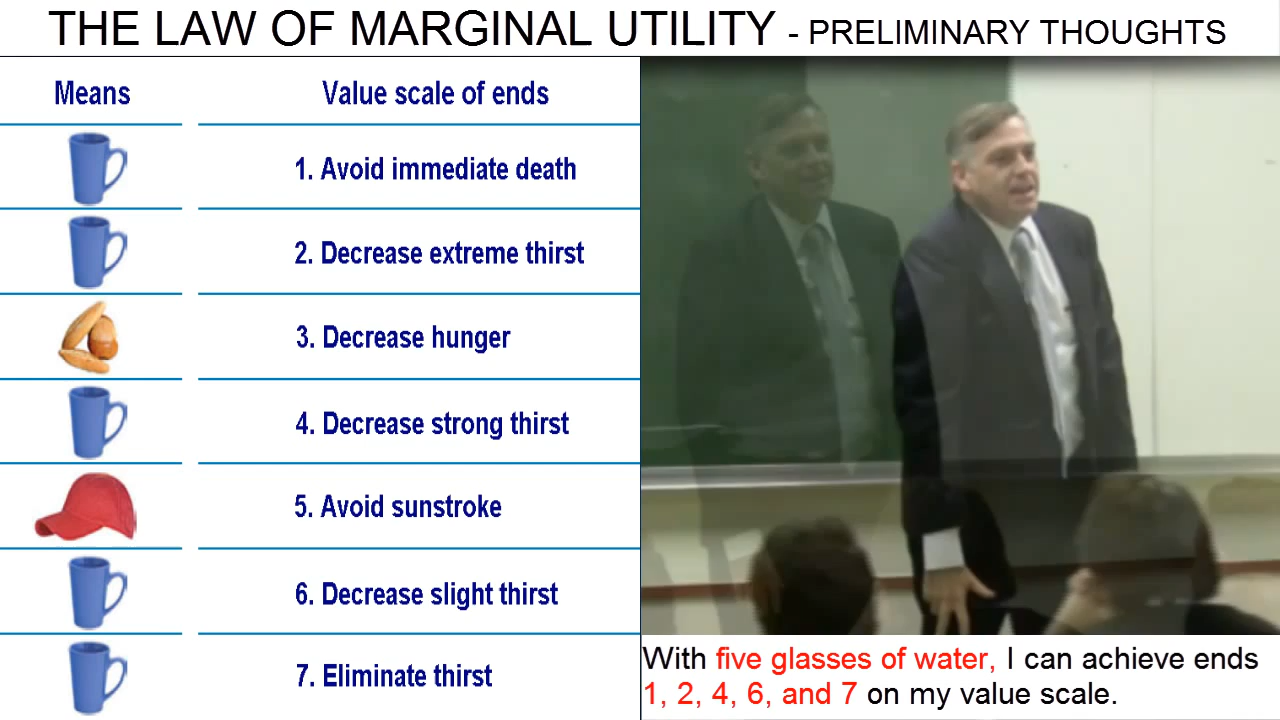 THE LAW OF MARGINAL UTILITY - PRELIMINARY THOUGHTS
Means
Value scale of ends
1. Avoid immediate death
2. Decrease extreme thirst
3. Decrease hunger
4. Decrease strong thirst
5. Avoid sunstroke
6. Decrease slight thirst
7. Eliminate thirst
With five glasses of water, I can achieve ends
1, 2, 4, 6, and 7 on my value scale.